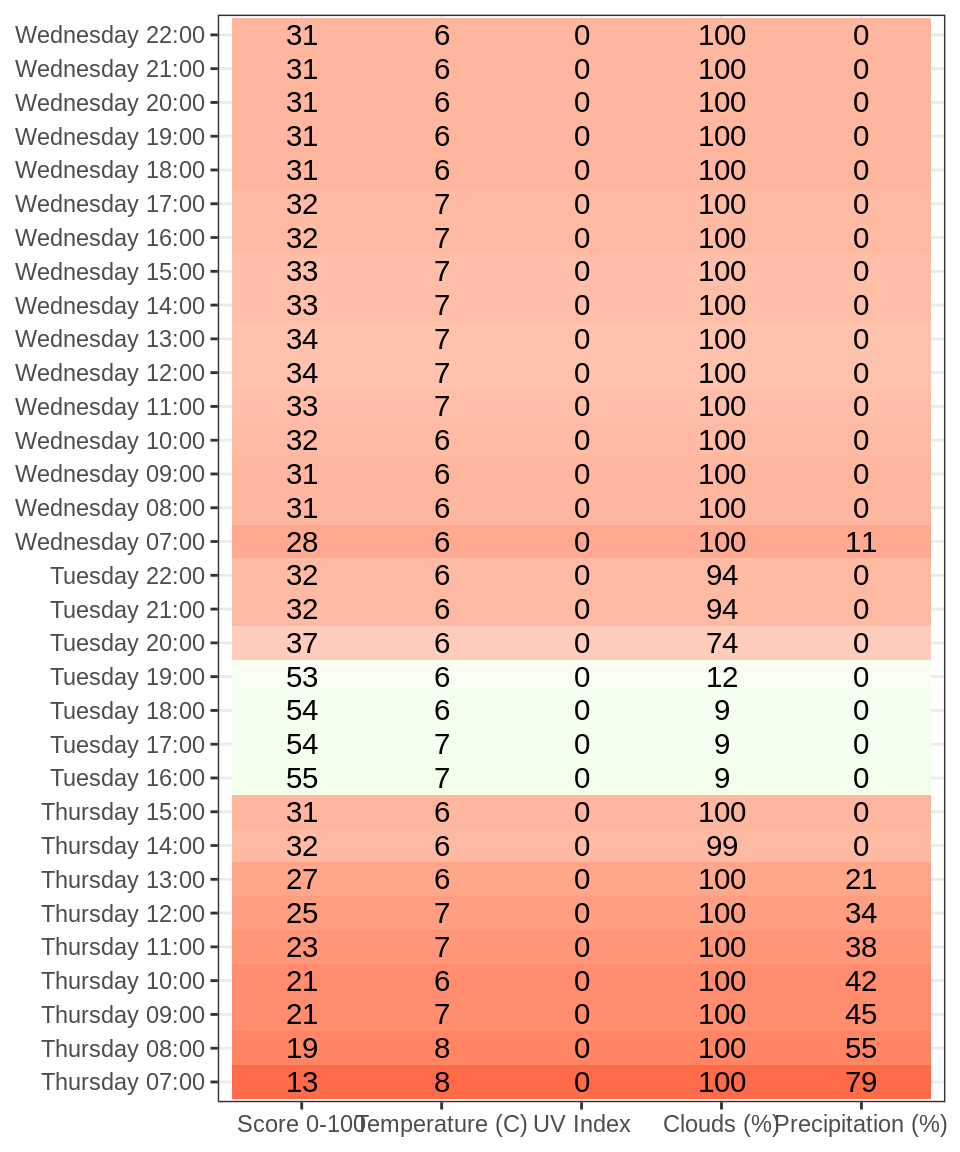 Wednesday 22:00 31 6 0 100 0
Wednesday 21:00 31 6 0 100 0
Wednesday 20:00 31 6 0 100 0
Wednesday 19:00 31 6 0 100 0
Wednesday 18:00 31 6 0 100 0
Wednesday 17:00 32 7 0 100 0
Wednesday 16:00 32 7 0 100 0
Wednesday 15:00 33 7 0 100 0
Wednesday 14:00 33 7 0 100 0
Wednesday 13:00 34 7 0 100 0
Wednesday 12:00 34 7 0 100 0
Wednesday 11:00 33 7 0 100 0
Wednesday 10:00 32 6 0 100 0
Wednesday 09:00 31 6 0 100 0
Wednesday 08:00 31 6 0 100 0
Wednesday 07:00 28 6 0 100 11
Tuesday 22:00 32 6 0 94 0
Tuesday 21:00 32 6 0 94 0
Tuesday 20:00 37 6 0 74 0
Tuesday 19:00 53 6 0 12 0
Tuesday 18:00 54 6 0 9 0
Tuesday 17:00 54 7 0 9 0
Tuesday 16:00 55 7 0 9 0
Thursday 15:00 31 6 0 100 0
Thursday 14:00 32 6 0 99 0
Thursday 13:00 27 6 0 100 21
Thursday 12:00 25 7 0 100 34
Thursday 11:00 23 7 0 100 38
Thursday 10:00 21 6 0 100 42
Thursday 09:00 21 7 0 100 45
Thursday 08:00 19 8 0 100 55
Thursday 07:00 13 8 0 100 79
Score 0-100 Temperature (C) UV Index Clouds (%) Precipitation (%)